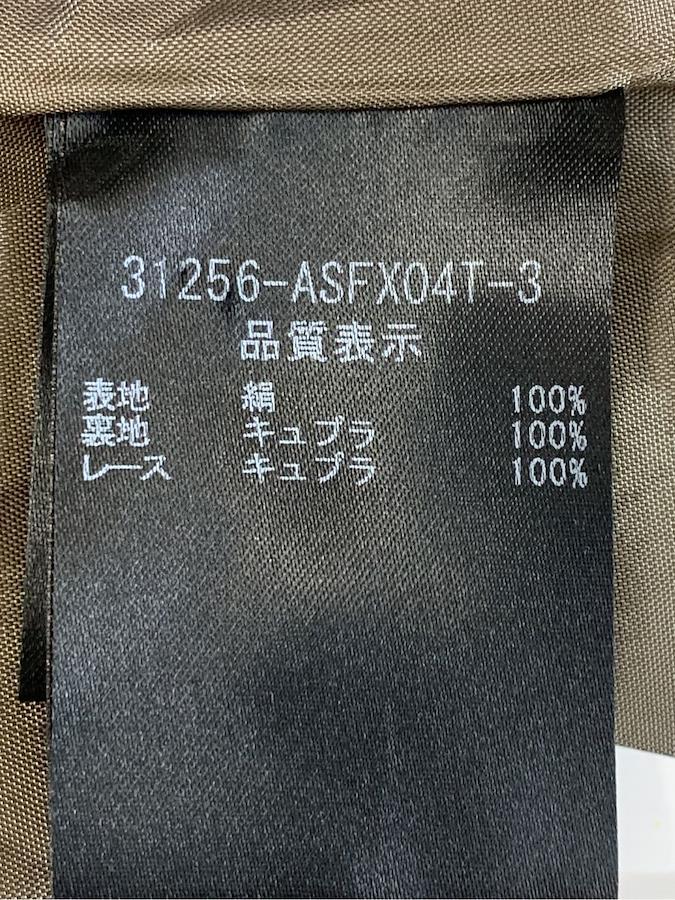 31256-ASFX04T-3
品質表示
表地 絹 100%
裏地 キュプラ 100%
レース キュプラ 100%